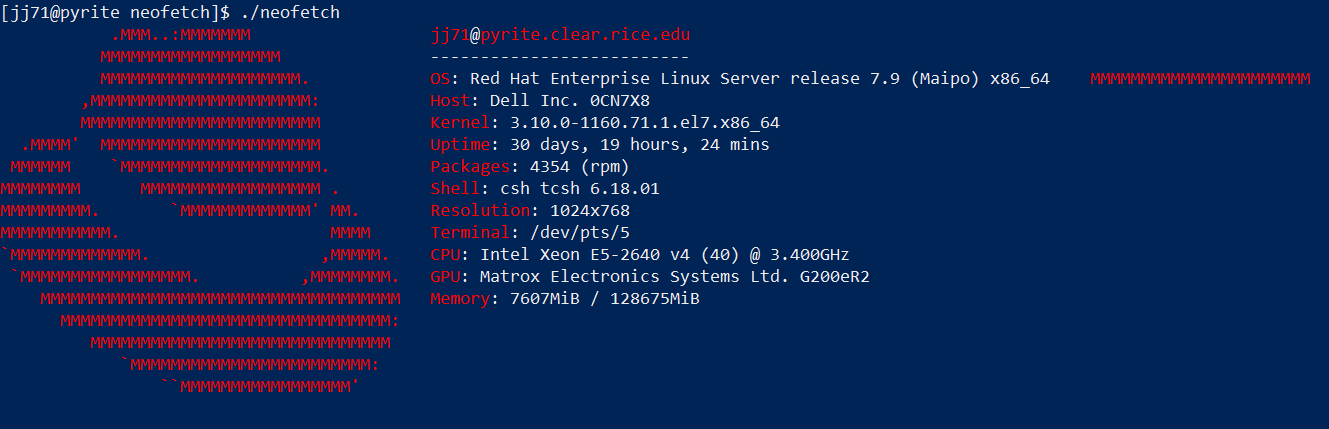 [jj71@pyrite neofetch]$ ./neofetch
           .MMM..:MMMMMMM                  jj71@pyrite.clear.rice.edu
          MMMMMMMMMMMMMMMMMM               --------------------------
          MMMMMMMMMMMMMMMMMMMM.            OS: Red Hat Enterprise Linux Server release 7.9 (Maipo) x86_64    MMMMMMMMMMMMMMMMMMMMMM
        ,MMMMMMMMMMMMMMMMMMMMMM:           Host: Dell Inc. 0CN7X8
        MMMMMMMMMMMMMMMMMMMMMMMM           Kernel: 3.10.0-1160.71.1.el7.x86_64
  .MMMM'  MMMMMMMMMMMMMMMMMMMMMM           Uptime: 30 days, 19 hours, 24 mins
 MMMMMM    `MMMMMMMMMMMMMMMMMMMM.          Packages: 4354 (rpm)
MMMMMMMM      MMMMMMMMMMMMMMMMMM .         Shell: csh tcsh 6.18.01
MMMMMMMMM.       `MMMMMMMMMMMMM' MM.       Resolution: 1024x768
MMMMMMMMMMM.                     MMMM      Terminal: /dev/pts/5
`MMMMMMMMMMMMM.                 ,MMMMM.    CPU: Intel Xeon E5-2640 v4 (40) @ 3.400GHz
 `MMMMMMMMMMMMMMMMM.          ,MMMMMMMM.   GPU: Matrox Electronics Systems Ltd. G200eR2
    MMMMMMMMMMMMMMMMMMMMMMMMMMMMMMMMMMMM   Memory: 7607MiB / 128675MiB
      MMMMMMMMMMMMMMMMMMMMMMMMMMMMMMMMM:
         MMMMMMMMMMMMMMMMMMMMMMMMMMMMMM
            `MMMMMMMMMMMMMMMMMMMMMMMM:
                ``MMMMMMMMMMMMMMMMM'